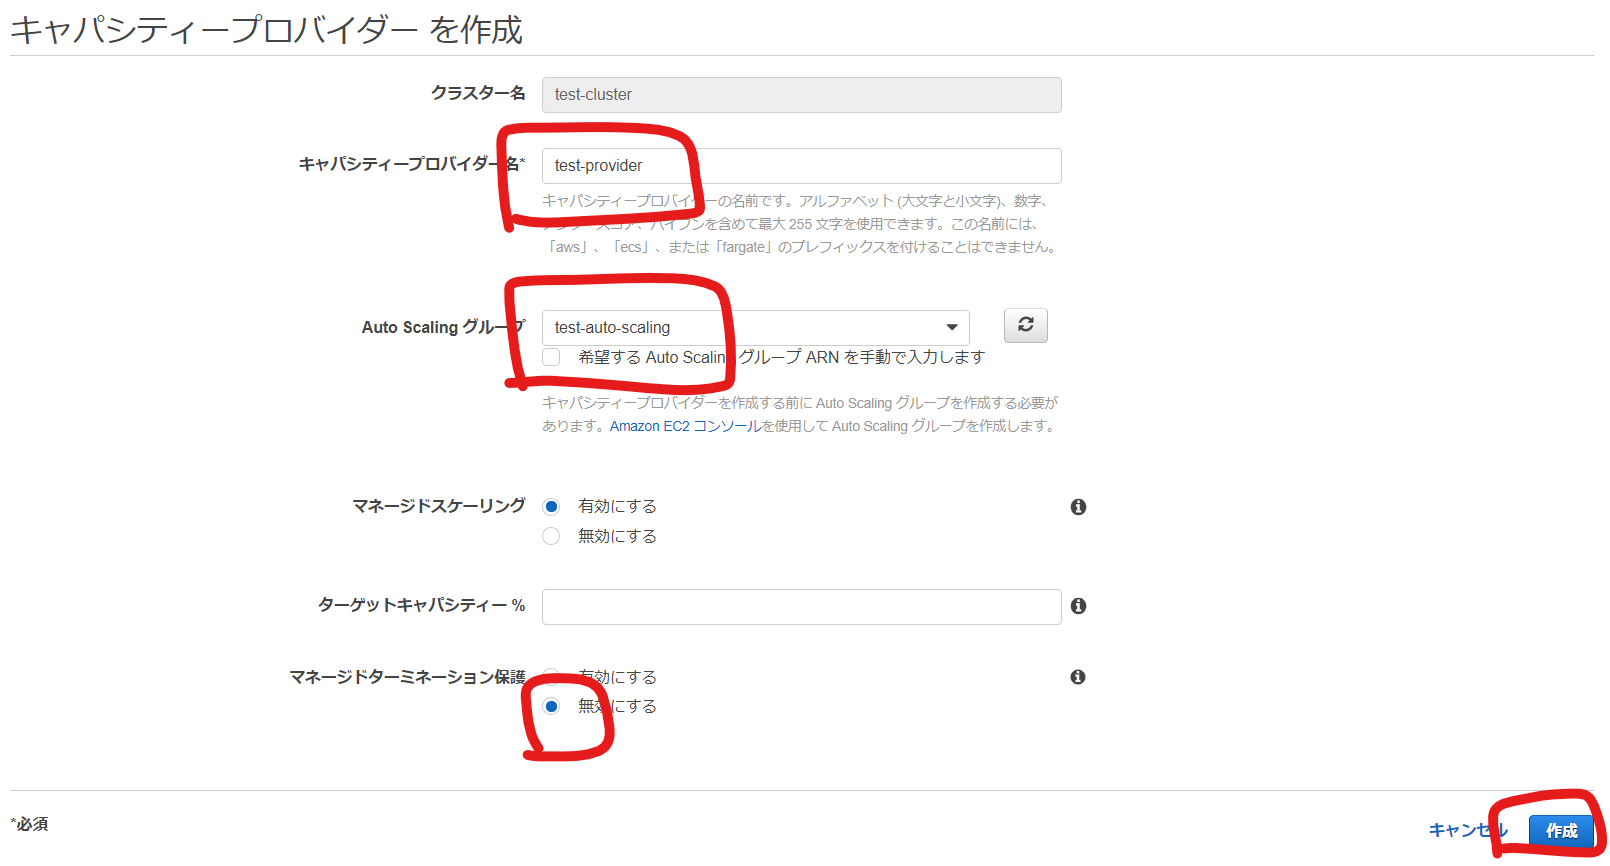 キャパシティープロバイダー を作成
クラスター名
test-cluster
キャパシティープロバイダー名*
test-provider
キャパシティープロバイダーの名前です。アルファベット (大文字と小文字)、数字、
アンダースコア、ハイフンを含めて最大 255 文字を使用できます。この名前には、
「aws」、「ecs」、または「fargate」のプレフィックスを付けることはできません。
Auto Scaling グループ
test-auto-scaling
希望する Auto Scaling グループ ARN を手動で入力します
キャパシティープロバイダーを作成する前に Auto Scaling グループを作成する必要が
あります。Amazon EC2 コンソールを使用して Auto Scaling グループを作成します。
マネージドスケーリング
有効にする
無効にする
ターゲットキャパシティー %
マネージドターミネーション保護
有効にする
無効にする
*必須
キャンセル
作成